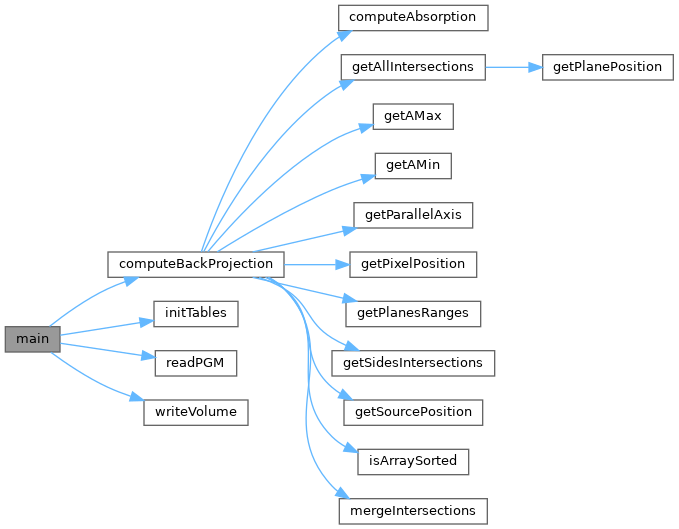 computeAbsorption
getAllIntersections
getPlanePosition
getAMax
getAMin
getParallelAxis
computeBackProjection
getPixelPosition
initTables
getPlanesRanges
main
readPGM
getSidesIntersections
writeVolume
getSourcePosition
isArraySorted
mergeIntersections